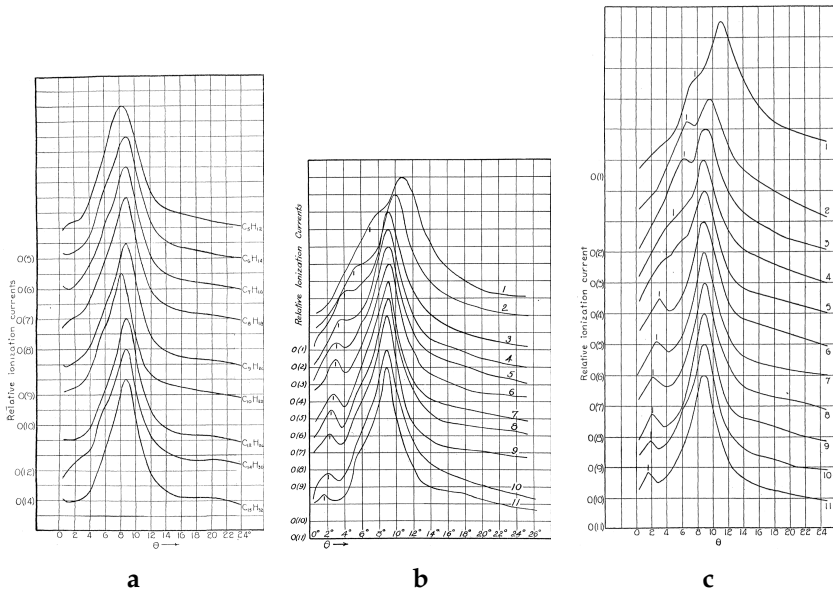 Relative ionization currents
O(5)
O(6)
O(7)
O(8)
O(9)
O(10)
O(12)
O(14)
C₅H₁₂
C₆H₁₄
C₇H₁₆
C₈H₁₈
0 2 4 6 8 10 12 14 16 18 20 22 24°
θ →
a
Relative Ionization Currents
O(1)
O(2)
O(3)
O(4)
O(5)
O(6)
O(7)
O(8)
O(9)
O(10)
O(11)
1
2
3
4
5
6
7
8
9
10
11
0° 2° 4° 6° 8° 10° 12° 14° 16° 18° 20° 22° 24° 26°
θ →
b
Relative ionization current
O(1)
O(2)
O(3)
O(4)
O(5)
O(6)
O(7)
O(8)
O(9)
O(10)
O(11)
1
2
3
4
5
6
7
8
9
10
11
0 2 4 6 8 10 12 14 16 18 20 22 24
θ
c